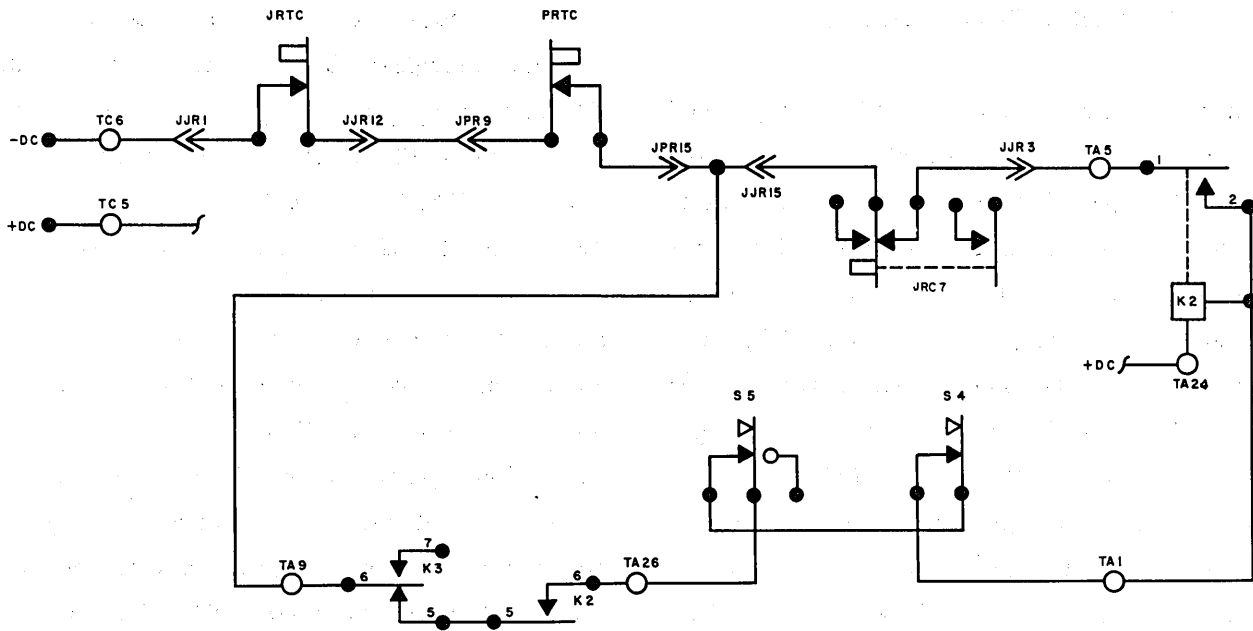 JRTC PRTC
-DC TC6 JJR1 JJR12 JPR9
JPR15 JJR15 JJR3 TA5 1
+DC TC5
2
JRC7
K2
+DC TA24
S5 S4
7
K3
TA9 6 6 K2 TA26 TA1
5 5